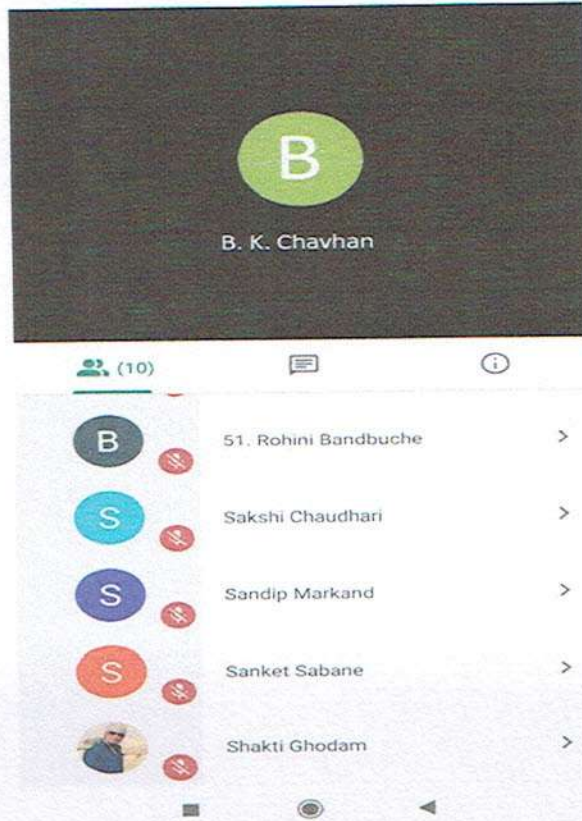 B
B. K. Chavhan
(10)
B
51. Rohini Bandbuche
S
Sakshi Chaudhari
S
Sandip Markand
S
Sanket Sabane
Shakti Ghodam